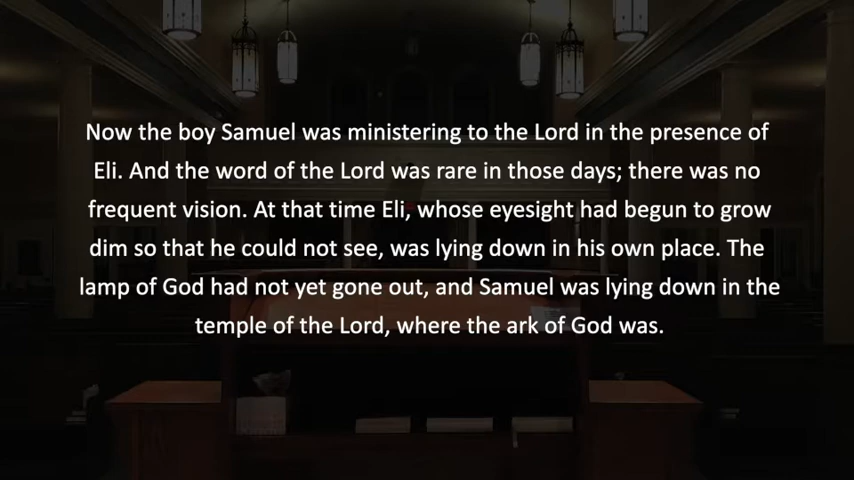 Now the boy Samuel was ministering to the Lord in the presence of
Eli. And the word of the Lord was rare in those days; there was no
frequent vision. At that time Eli, whose eyesight had begun to grow
dim so that he could not see, was lying down in his own place. The
lamp of God had not yet gone out, and Samuel was lying down in the
temple of the Lord, where the ark of God was.